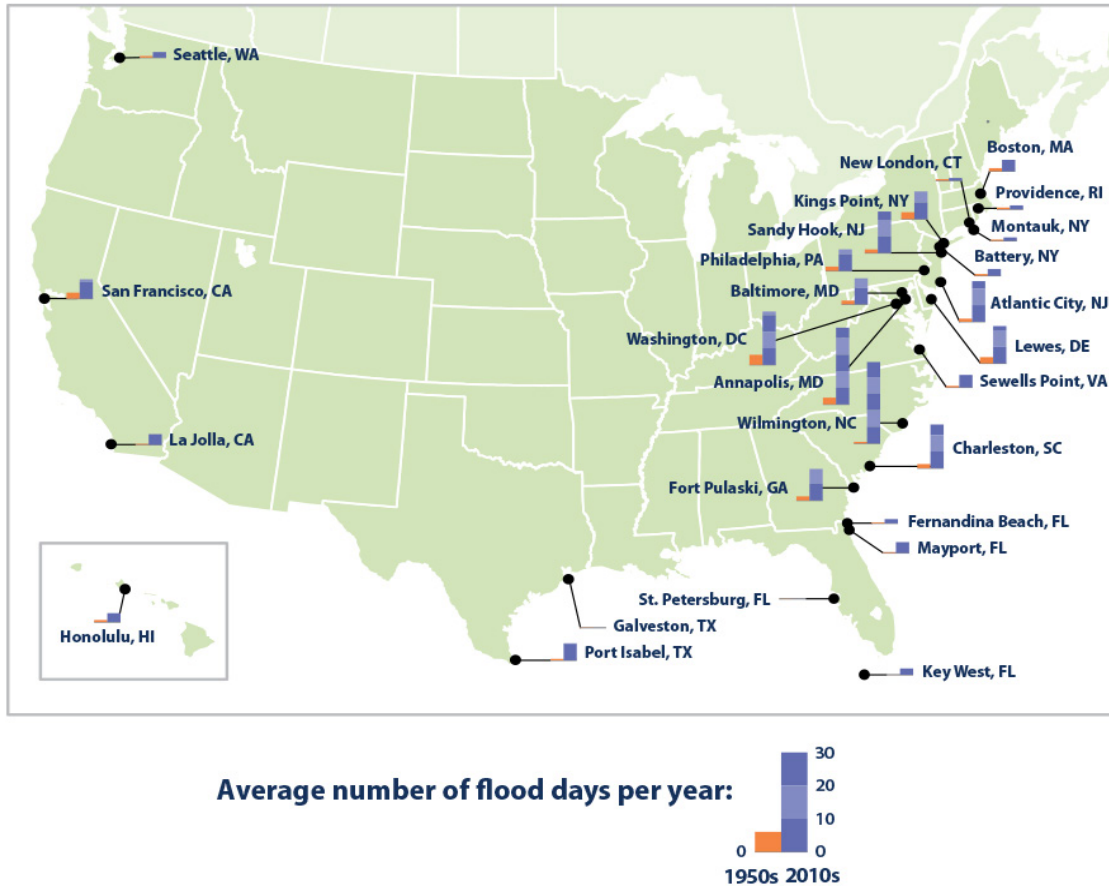 Seattle, WA
Boston, MA
New London, CT
Providence, RI
Kings Point, NY
Montauk, NY
Sandy Hook, NJ
Battery, NY
Philadelphia, PA
Baltimore, MD
San Francisco, CA
Atlantic City, NJ
Washington, DC
Lewes, DE
Annapolis, MD
Sewells Point, VA
Wilmington, NC
La Jolla, CA
Charleston, SC
Fort Pulaski, GA
Fernandina Beach, FL
Mayport, FL
St. Petersburg, FL
Galveston, TX
Honolulu, HI
Port Isabel, TX
Key West, FL
Average number of flood days per year:
30
20
10
0
0
1950s 2010s